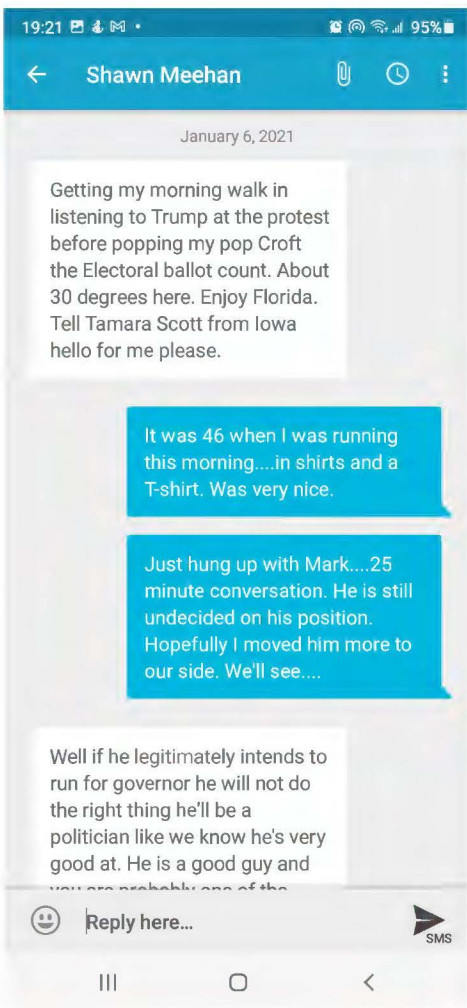 19:21 95%
Shawn Meehan
January 6, 2021
Getting my morning walk in
listening to Trump at the protest
before popping my pop Croft
the Electoral ballot count. About
30 degrees here. Enjoy Florida.
Tell Tamara Scott from Iowa
hello for me please.
It was 46 when I was running
this morning....in shirts and a
T-shirt. Was very nice.
Just hung up with Mark....25
minute conversation. He is still
undecided on his position.
Hopefully I moved him more to
our side. We'll see....
Well if he legitimately intends to
run for governor he will not do
the right thing he'll be a
politician like we know he's very
good at. He is a good guy and
you are probably one of the
Reply here...
SMS